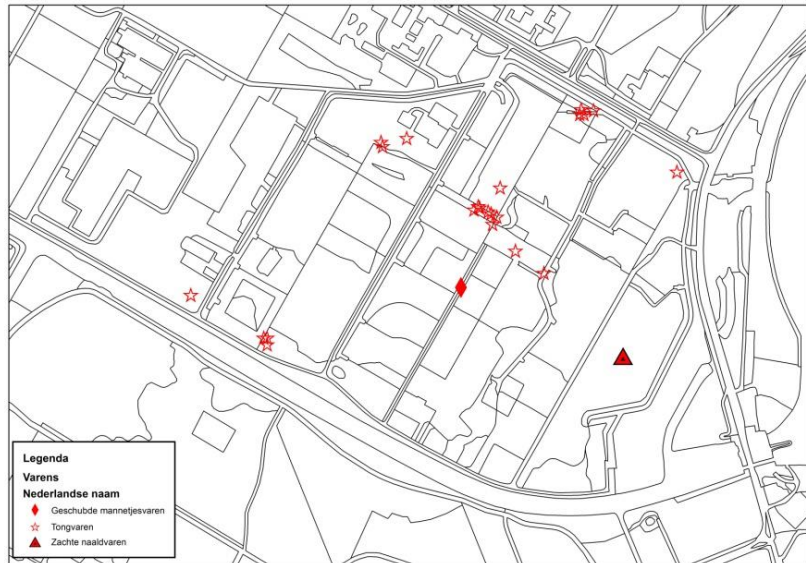 Legenda
Varens
Nederlandse naam
Geschubde mannetjesvaren
Tongvaren
Zachte naaldvaren